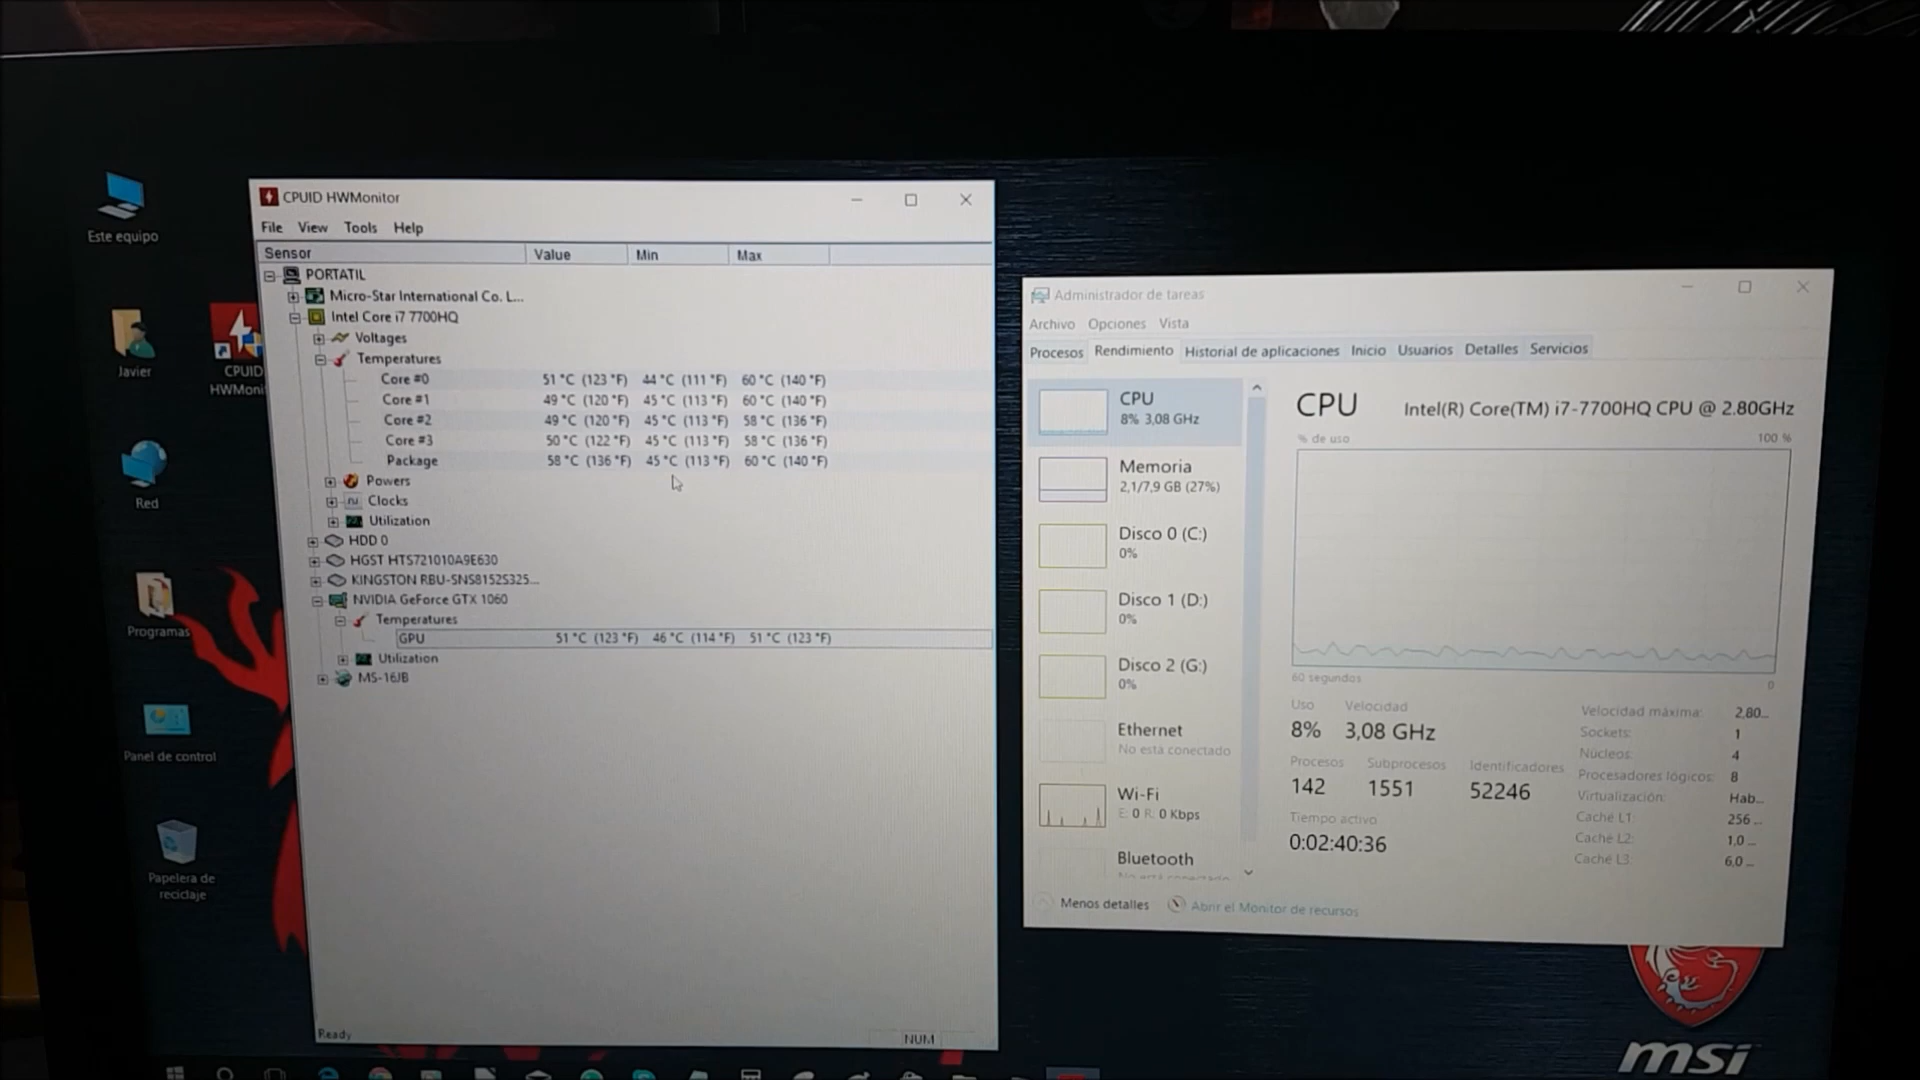 Este equipo
Javier
CPUID
HWMoni
Red
Programas
Panel de control
Papelera de
reciclaje
CPUID HWMonitor
File View Tools Help
Sensor Value Min Max
PORTATIL
Micro-Star International Co. L...
Intel Core i7 7700HQ
Voltages
Temperatures
Core #0 51 °C (123 °F) 44 °C (111 °F) 60 °C (140 °F)
Core #1 49 °C (120 °F) 45 °C (113 °F) 60 °C (140 °F)
Core #2 49 °C (120 °F) 45 °C (113 °F) 58 °C (136 °F)
Core #3 50 °C (122 °F) 45 °C (113 °F) 58 °C (136 °F)
Package 58 °C (136 °F) 45 °C (113 °F) 60 °C (140 °F)
Powers
Clocks
Utilization
HDD 0
HGST HTS721010A9E630
KINGSTON RBU-SNS8152S325...
NVIDIA GeForce GTX 1060
Temperatures
GPU 51 °C (123 °F) 46 °C (114 °F) 51 °C (123 °F)
Utilization
MS-16JB
Ready
NUM
Administrador de tareas
Archivo Opciones Vista
Procesos Rendimiento Historial de aplicaciones Inicio Usuarios Detalles Servicios
CPU
8% 3,08 GHz
Memoria
2,1/7,9 GB (27%)
Disco 0 (C:)
0%
Disco 1 (D:)
0%
Disco 2 (G:)
0%
Ethernet
No está conectado
Wi-Fi
E: 0 R: 0 Kbps
Bluetooth
No está conectado
CPU Intel(R) Core(TM) i7-7700HQ CPU @ 2.80GHz
% de uso 100 %
60 segundos 0
Uso Velocidad
8% 3,08 GHz
Procesos Subprocesos Identificadores
142 1551 52246
Tiempo activo
0:02:40:36
Velocidad máxima: 2,80...
Sockets: 1
Núcleos: 4
Procesadores lógicos: 8
Virtualización: Hab...
Caché L1: 256 ...
Caché L2: 1,0 ...
Caché L3: 6,0 ...
Menos detalles Abrir el Monitor de recursos
msi